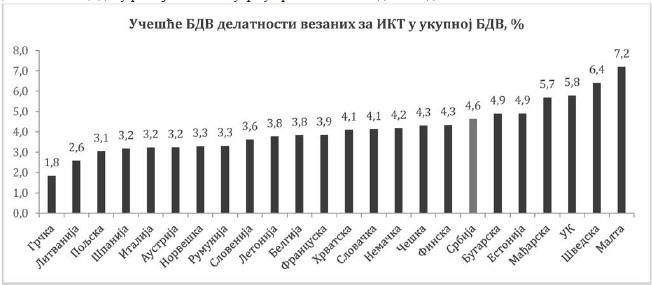 Учешће БДВ делатности везаних за ИКТ у укупној БДВ, %
8,0
7,0
6,0
5,0
4,0
3,0
2,0
1,0
0,0
1,8
2,6
3,1
3,2
3,2
3,2
3,3
3,3
3,6
3,8
3,8
3,9
4,1
4,1
4,2
4,3
4,3
4,6
4,9
4,9
5,7
5,8
6,4
7,2
Грчка
Литванија
Пољска
Шпанија
Италија
Аустрија
Норвешка
Румунија
Словенија
Летонија
Белгија
Француска
Хрватска
Словачка
Немачка
Чешка
Финска
Србија
Бугарска
Естонија
Мађарска
УК
Шведска
Малта